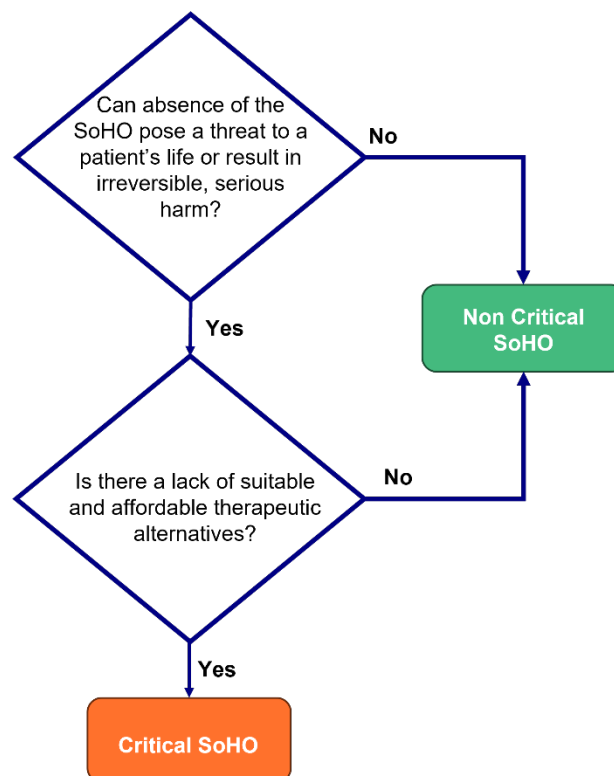 Can absence of the
SoHO pose a threat to a
patient’s life or result in
irreversible, serious
harm?
No
Yes
Non Critical
SoHO
Is there a lack of suitable
and affordable therapeutic
alternatives?
No
Yes
Critical SoHO